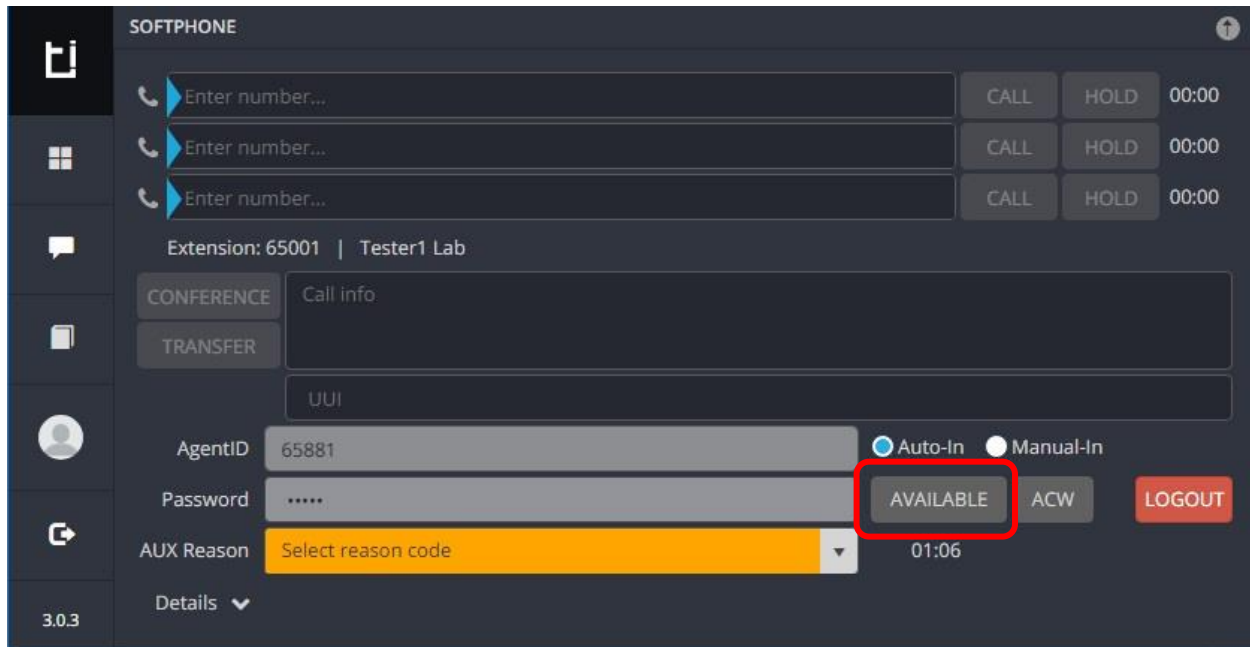 SOFTPHONE
Enter number... CALL HOLD 00:00
Enter number... CALL HOLD 00:00
Enter number... CALL HOLD 00:00
Extension: 65001 | Tester1 Lab
CONFERENCE Call info
TRANSFER
UUI
AgentID 65881 Auto-In Manual-In
Password ••••• AVAILABLE ACW LOGOUT
AUX Reason Select reason code 01:06
Details
3.0.3